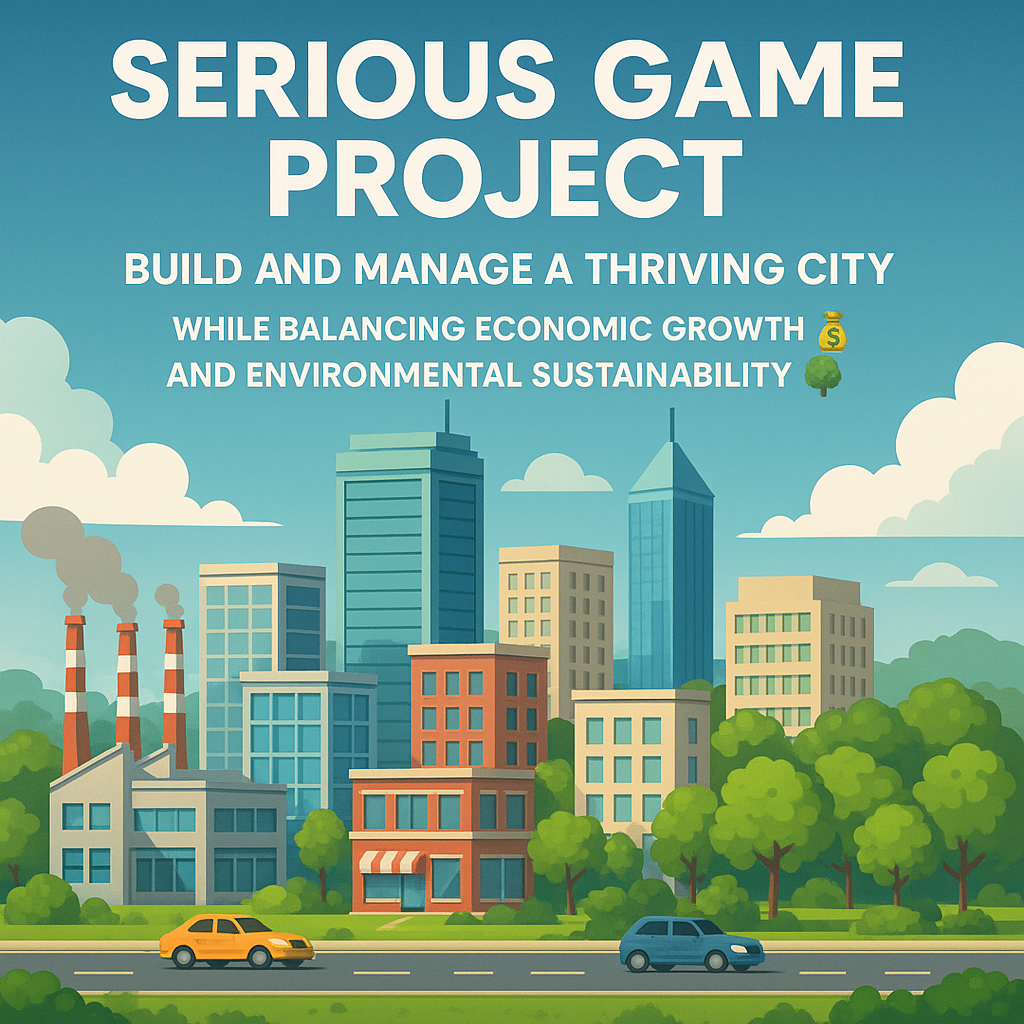 SERIOUS GAME
PROJECT
BUILD AND MANAGE A THRIVING CITY
WHILE BALANCING ECONOMIC GROWTH 💰
AND ENVIRONMENTAL SUSTAINABILITY 🌳